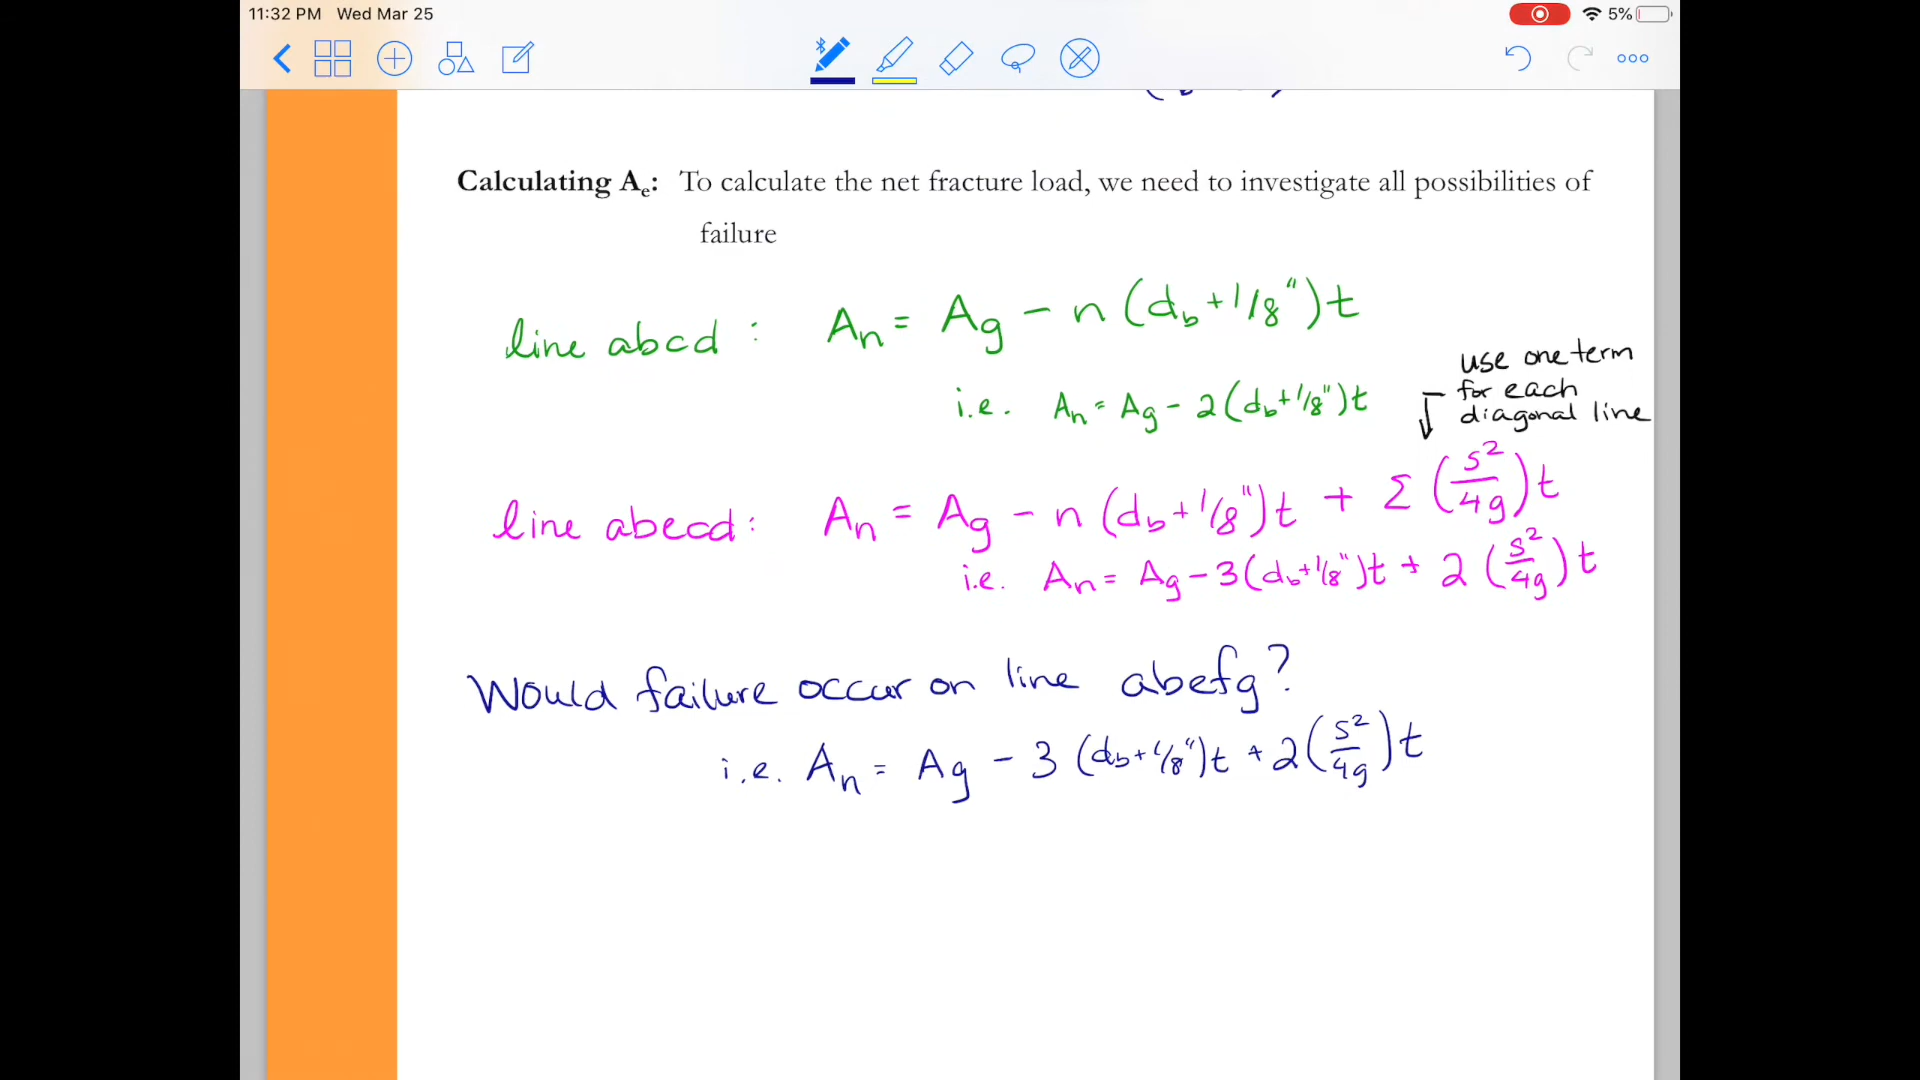 11:32 PM Wed Mar 25
5%
Calculating Ae: To calculate the net fracture load, we need to investigate all possibilities of
failure
line abcd : An = Ag - n (db + 1/8") t
i.e. An = Ag - 2 (db + 1/8") t
use one term
for each
diagonal line
line abecd : An = Ag - n (db + 1/8") t + Σ (s²/4g) t
i.e. An = Ag - 3 (db + 1/8") t + 2 (s²/4g) t
Would failure occur on line abefg?
i.e. An = Ag - 3 (db + 1/8") t + 2 (s²/4g) t